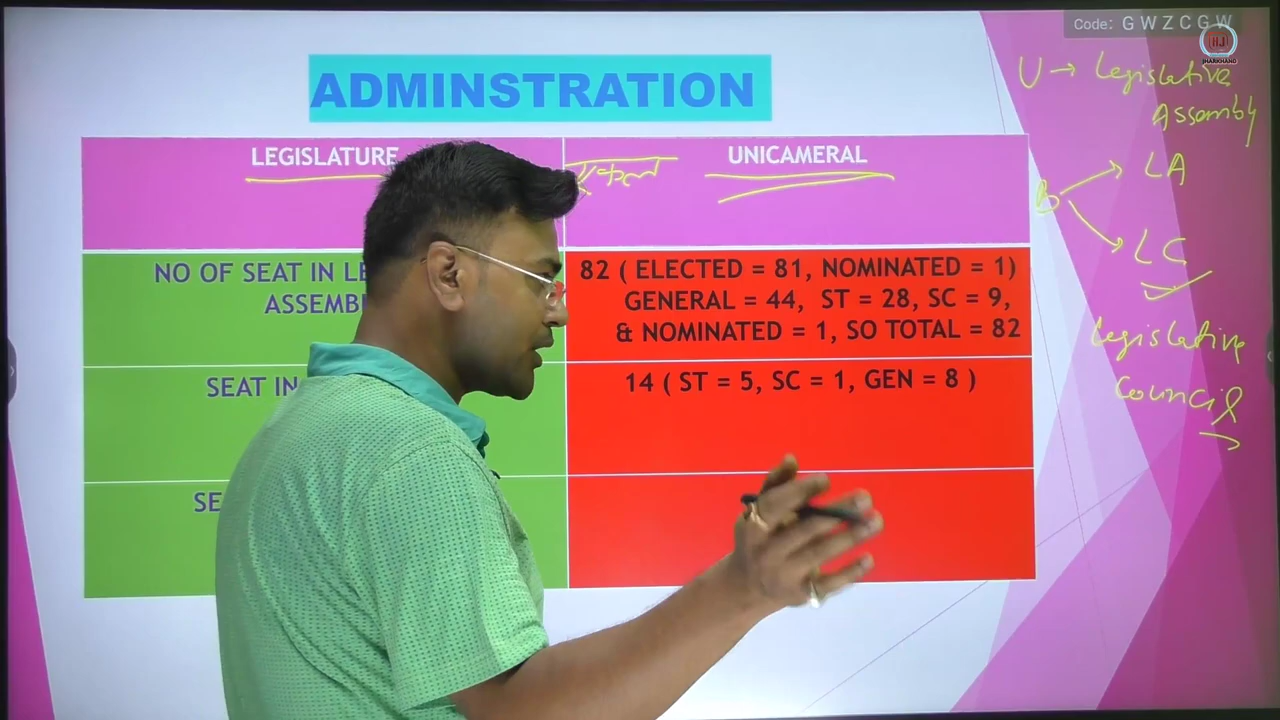 Code: G W Z C G W
JHARKHAND
ADMINSTRATION
U → Legislative
Assembly
LEGISLATURE
UNICAMERAL
B
LA
LC
Legislative
Council
NO OF SEAT IN LE
ASSEMB
82 ( ELECTED = 81, NOMINATED = 1)
GENERAL = 44, ST = 28, SC = 9,
& NOMINATED = 1, SO TOTAL = 82
SEAT IN
14 ( ST = 5, SC = 1, GEN = 8 )
SE